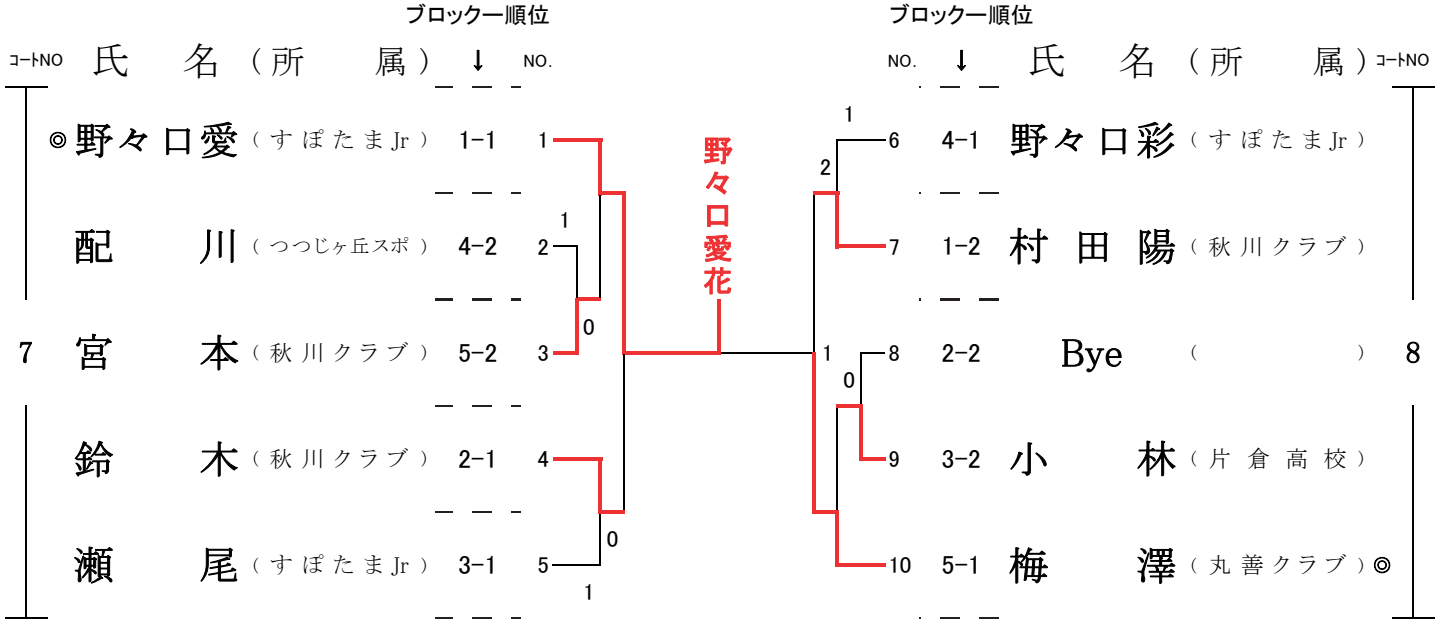 ブロック一順位 ブロック一順位
コートNO 氏 名 (所 属) ↓ NO. NO. ↓ 氏 名 (所 属) コートNO
1
◎ 野々口愛 (すぽたまJr) 1-1 1 6 4-1 野々口彩 (すぽたまJr)
2
1
配 川 (つつじヶ丘スポ) 4-2 2 7 1-2 村田陽 (秋川クラブ)
野々口愛花
0
7 宮 本 (秋川クラブ) 5-2 3 1 8 2-2 Bye ( ) 8
0
鈴 木 (秋川クラブ) 2-1 4 9 3-2 小 林 (片倉高校)
0
瀬 尾 (すぽたまJr) 3-1 5 10 5-1 梅 澤 (丸善クラブ) ◎
1